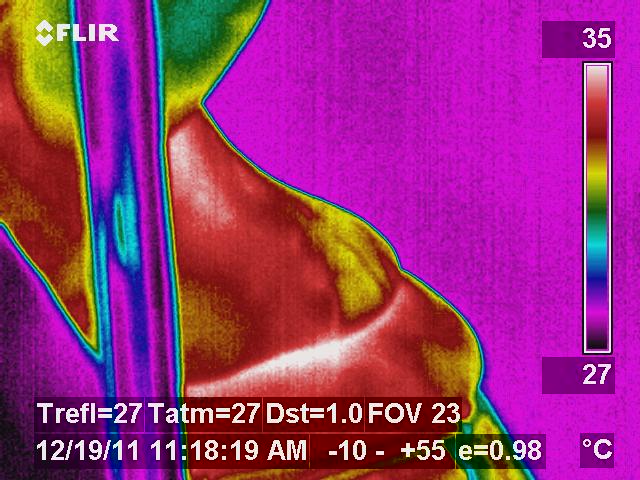 FLIR
35
27
Trefl=27 Tatm=27 Dst=1.0 FOV 23
12/19/11 11:18:19 AM -10 - +55 e=0.98 °C